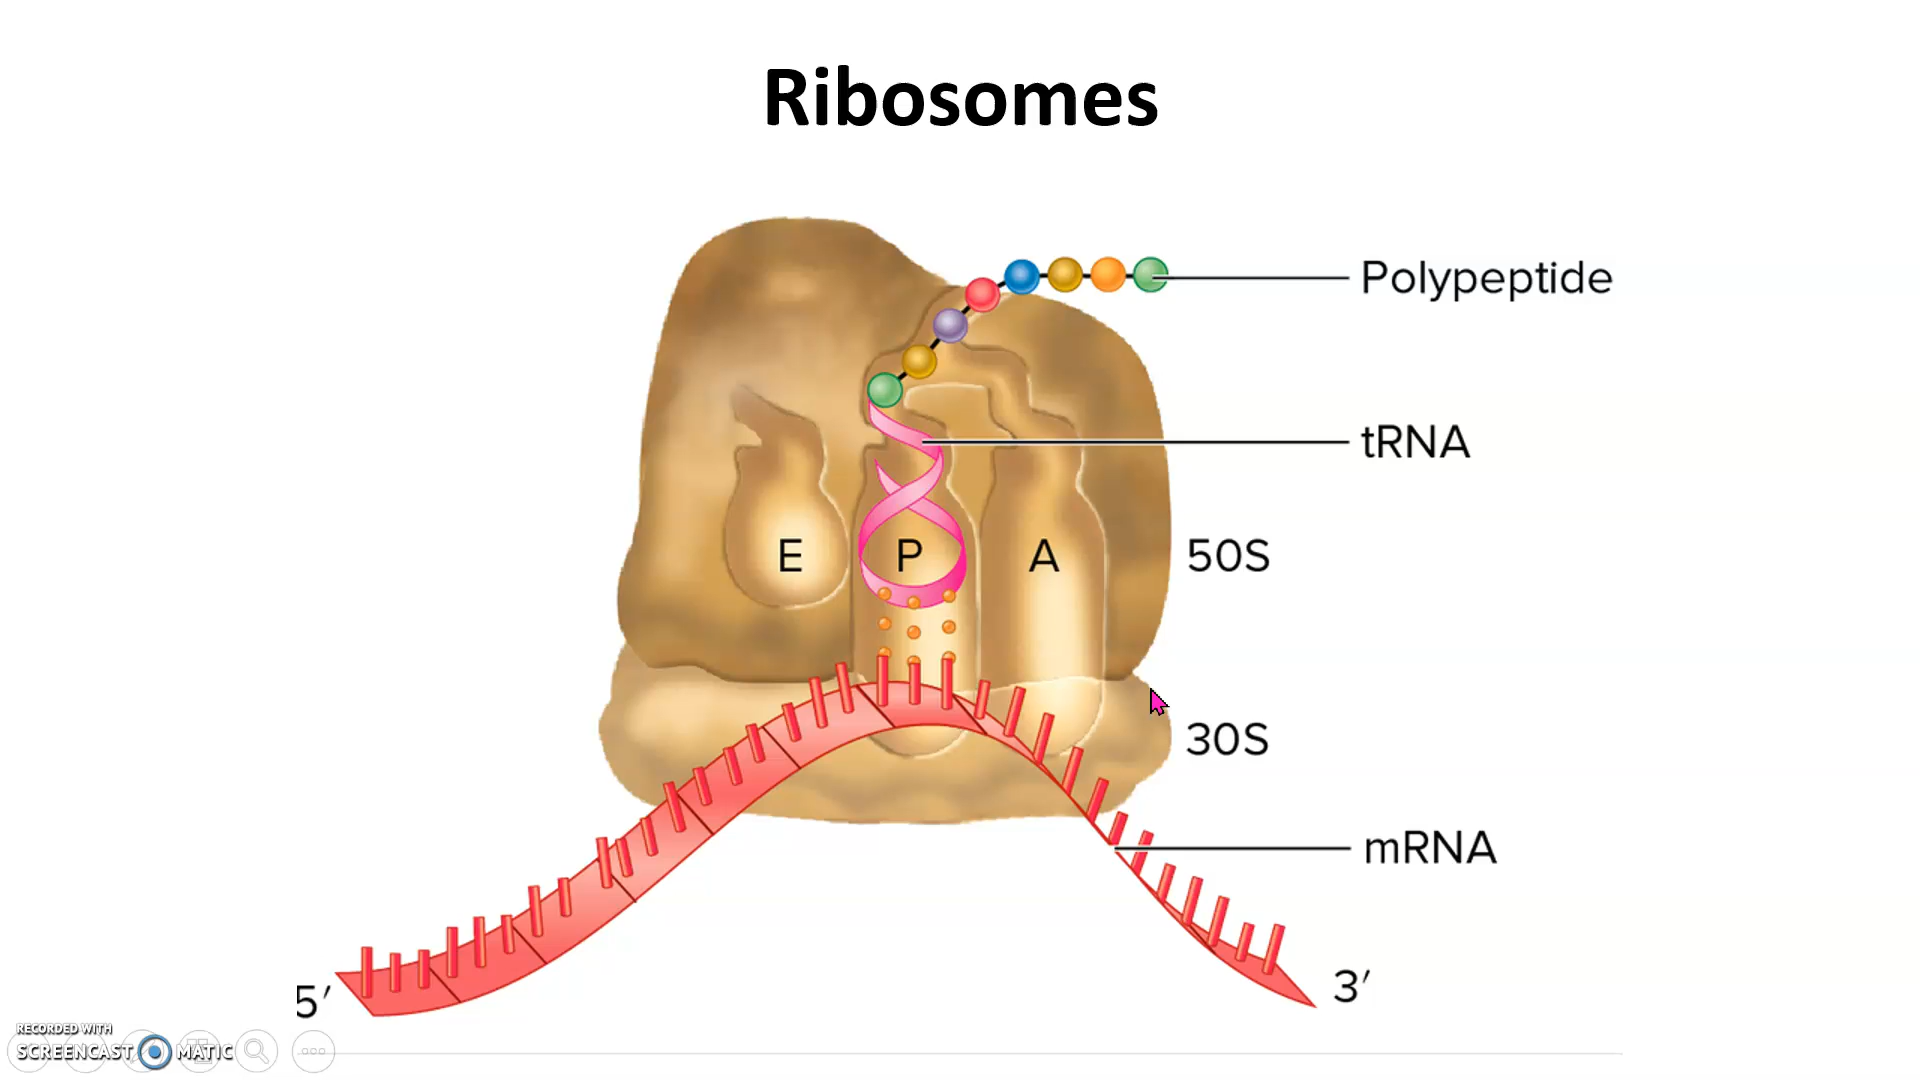 Ribosomes
Polypeptide
tRNA
E P A 50S
30S
mRNA
5′ 3′
RECORDED WITH
SCREENCAST MATIC